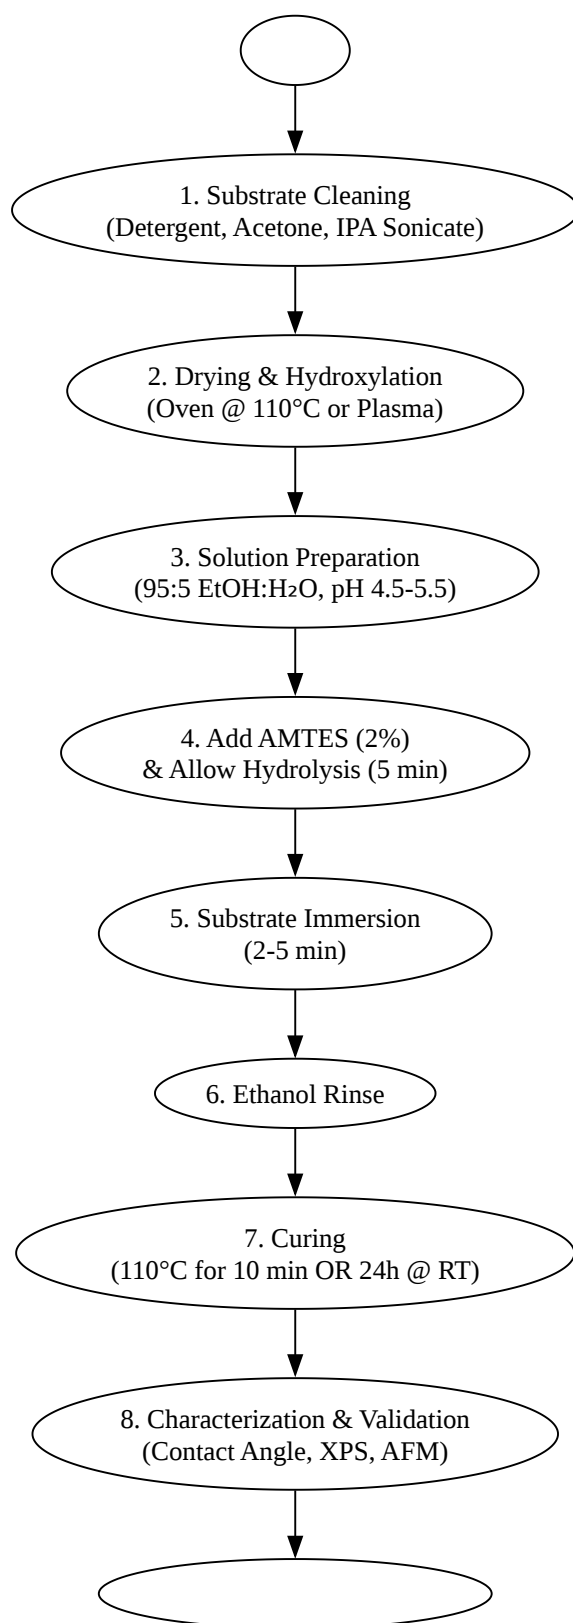 1. Substrate Cleaning
(Detergent, Acetone, IPA Sonicate)
2. Drying & Hydroxylation
(Oven @ 110°C or Plasma)
3. Solution Preparation
(95:5 EtOH:H₂O, pH 4.5-5.5)
4. Add AMTES (2%)
& Allow Hydrolysis (5 min)
5. Substrate Immersion
(2-5 min)
6. Ethanol Rinse
7. Curing
(110°C for 10 min OR 24h @ RT)
8. Characterization & Validation
(Contact Angle, XPS, AFM)